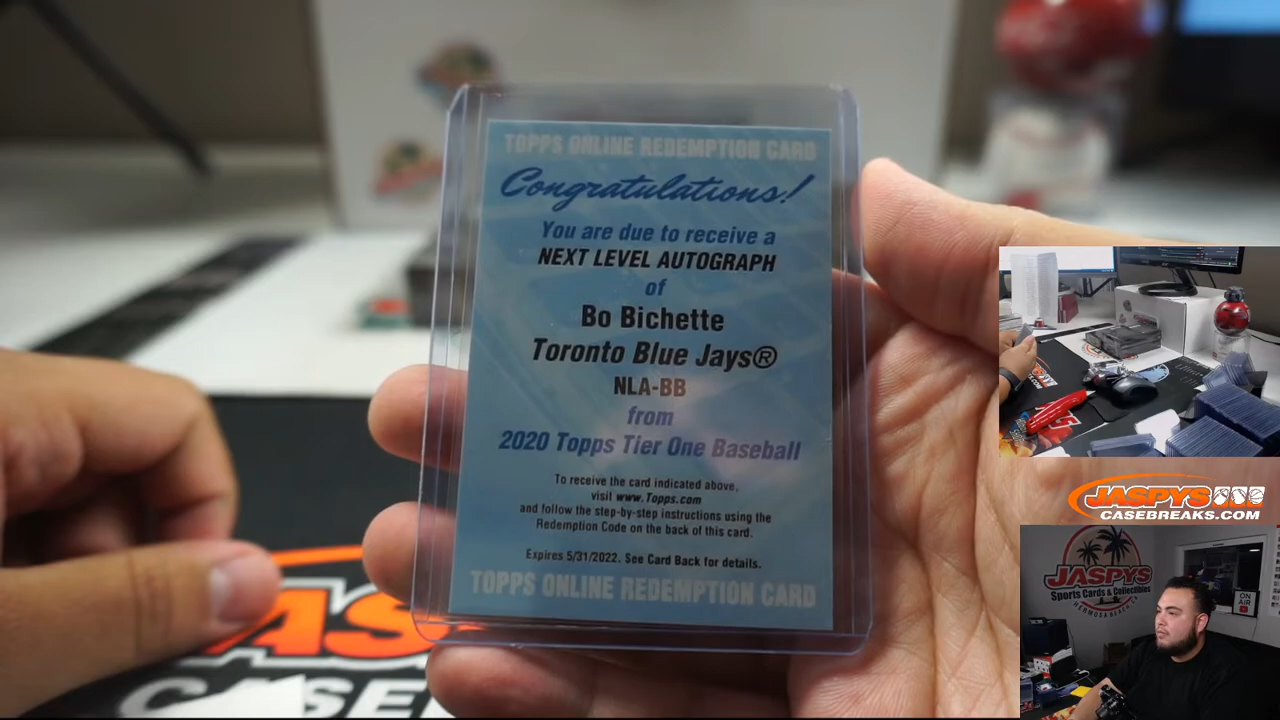 TOPPS ONLINE REDEMPTION CARD
Congratulations!
You are due to receive a
NEXT LEVEL AUTOGRAPH
of
Bo Bichette
Toronto Blue Jays®
NLA-BB
from
2020 Topps Tier One Baseball
To receive the card indicated above,
visit www.Topps.com
and follow the step-by-step instructions using the
Redemption Code on the back of this card.
Expires 5/31/2022. See Card Back for details.
TOPPS ONLINE REDEMPTION CARD
JASPYS
CASEBREAKS.COM
JASPYS
Sports Cards & Collectibles
HERMOSA BEACH, CA
ON AIR